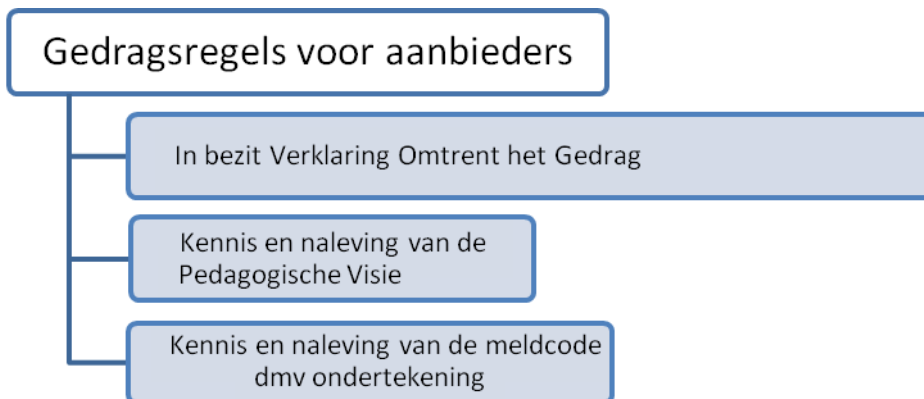 Gedragsregels voor aanbieders
In bezit Verklaring Omtrent het Gedrag
Kennis en naleving van de
Pedagogische Visie
Kennis en naleving van de meldcode
dmv ondertekening